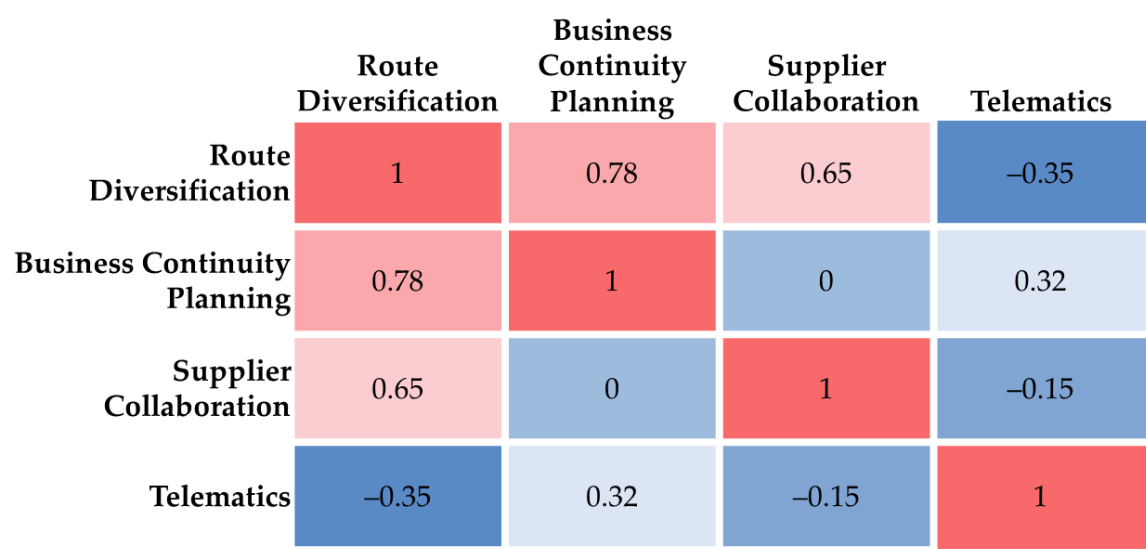 Route
Diversification
Business
Continuity
Planning
Supplier
Collaboration
Telematics
Route
Diversification
1
0.78
0.65
–0.35
Business Continuity
Planning
0.78
1
0
0.32
Supplier
Collaboration
0.65
0
1
–0.15
Telematics
–0.35
0.32
–0.15
1